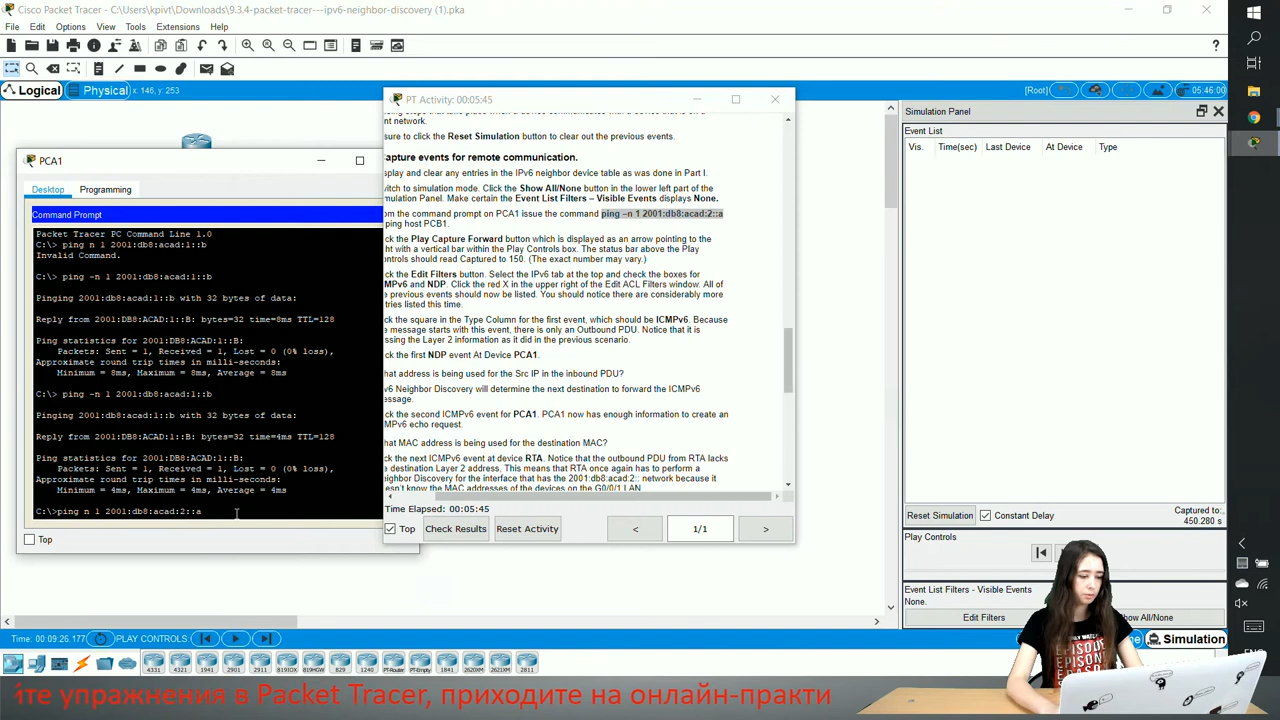 Cisco Packet Tracer - C:\Users\kpivt\Downloads\9.3.4-packet-tracer---ipv6-neighbor-discovery (1).pka
File Edit Options View Tools Extensions Help
Logical Physical x: 146, y: 253
[Root] 05:46:00
PT Activity: 00:05:45
ent network.
sure to click the Reset Simulation button to clear out the previous events.
apture events for remote communication.
splay and clear any entries in the IPv6 neighbor device table as was done in Part I.
vitch to simulation mode. Click the Show All/None button in the lower left part of the
mulation Panel. Make certain the Event List Filters – Visible Events displays None.
om the command prompt on PCA1 issue the command ping –n 1 2001:db8:acad:2::a
ping host PCB1.
ck the Play Capture Forward button which is displayed as an arrow pointing to the
ht with a vertical bar within the Play Controls box. The status bar above the Play
ontrols should read Captured to 150. (The exact number may vary.)
ck the Edit Filters button. Select the IPv6 tab at the top and check the boxes for
MPv6 and NDP. Click the red X in the upper right of the Edit ACL Filters window. All of
e previous events should now be listed. You should notice there are considerably more
tries listed this time.
ck the square in the Type Column for the first event, which should be ICMPv6. Because
e message starts with this event, there is only an Outbound PDU. Notice that it is
ssing the Layer 2 information as it did in the previous scenario.
ck the first NDP event At Device PCA1.
hat address is being used for the Src IP in the inbound PDU?
v6 Neighbor Discovery will determine the next destination to forward the ICMPv6
essage.
ck the second ICMPv6 event for PCA1. PCA1 now has enough information to create an
MPv6 echo request.
hat MAC address is being used for the destination MAC?
ck the next ICMPv6 event at device RTA. Notice that the outbound PDU from RTA lacks
e destination Layer 2 address. This means that RTA once again has to perform a
eighbor Discovery for the interface that has the 2001:db8:acad:2:: network because it
esn't know the MAC addresses of the devices on the G0/0/1 LAN.
Time Elapsed: 00:05:45
Top Check Results Reset Activity < 1/1 >
PCA1
Desktop Programming
Command Prompt
Packet Tracer PC Command Line 1.0
C:\> ping n 1 2001:db8:acad:1::b
Invalid Command.
C:\> ping -n 1 2001:db8:acad:1::b
Pinging 2001:db8:acad:1::b with 32 bytes of data:
Reply from 2001:DB8:ACAD:1::B: bytes=32 time=8ms TTL=128
Ping statistics for 2001:DB8:ACAD:1::B:
Packets: Sent = 1, Received = 1, Lost = 0 (0% loss),
Approximate round trip times in milli-seconds:
Minimum = 8ms, Maximum = 8ms, Average = 8ms
C:\> ping -n 1 2001:db8:acad:1::b
Pinging 2001:db8:acad:1::b with 32 bytes of data:
Reply from 2001:DB8:ACAD:1::B: bytes=32 time=4ms TTL=128
Ping statistics for 2001:DB8:ACAD:1::B:
Packets: Sent = 1, Received = 1, Lost = 0 (0% loss),
Approximate round trip times in milli-seconds:
Minimum = 4ms, Maximum = 4ms, Average = 4ms
C:\>ping n 1 2001:db8:acad:2::a
Top
Simulation Panel
Event List
Vis. Time(sec) Last Device At Device Type
Reset Simulation Constant Delay Captured to:
450.280 s
Play Controls
Event List Filters - Visible Events
None.
Edit Filters Show All/None
Time: 00:09:26.177 PLAY CONTROLS: Simulation
4331 4321 1941 2901 2911 819IOX 819HGW 829 1240 PT-Router PT-Empty 1841 2620XM 2621XM 2811
йте упражнения в Packet Tracer, приходите на онлайн-практи